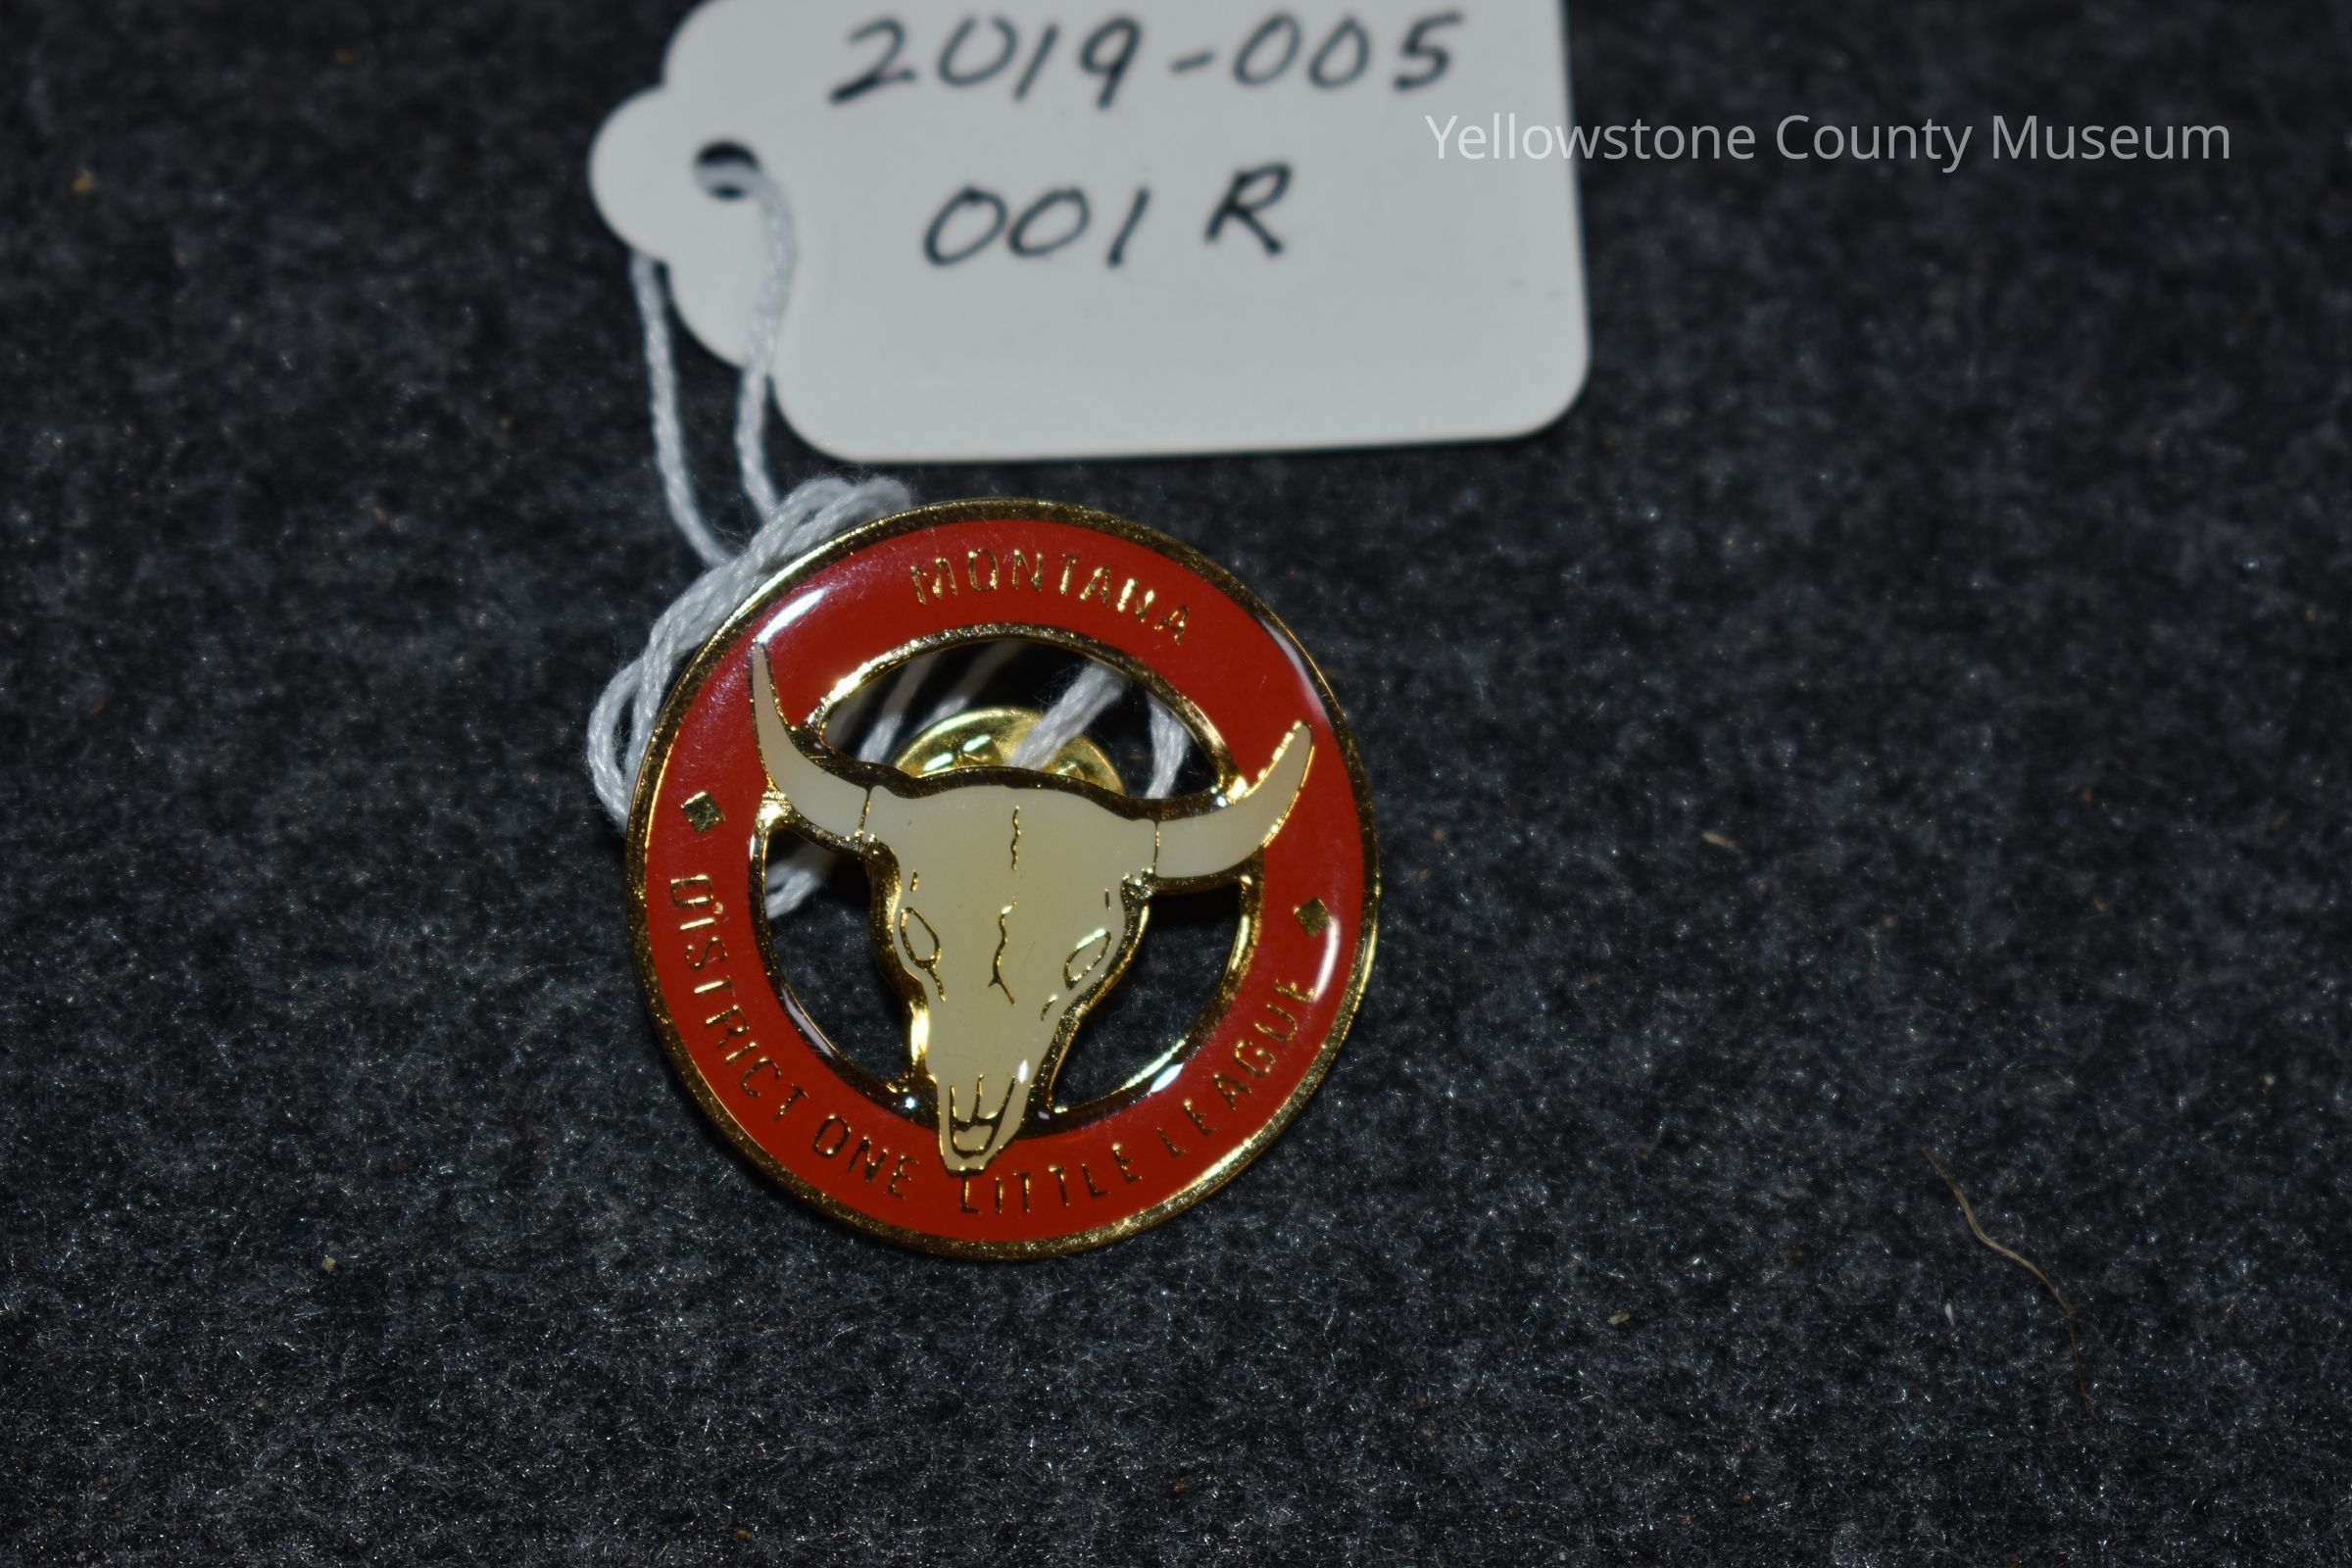 2019-005
001 R
Yellowstone County Museum
MONTANA
DISTRICT ONE LITTLE LEAGUE